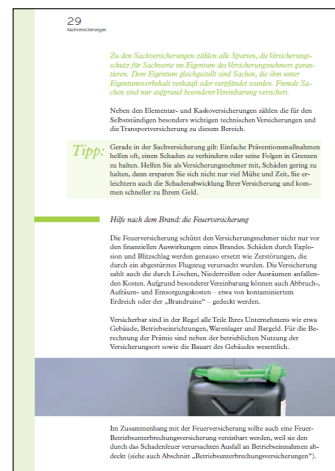 29
Sachversicherungen
Zu den Sachversicherungen zählen alle Sparten, die Versicherungs-
schutz für Sachwerte im Eigentum des Versicherungsnehmers garan-
tieren. Dem Eigentum gleichgestellt sind Sachen, die ihm unter
Eigentumsvorbehalt verkauft oder verpfändet wurden. Fremde Sa-
chen sind nur aufgrund besonderer Vereinbarung versichert.
Neben den Elementar- und Kaskoversicherungen zählen die für den
Selbstständigen besonders wichtigen technischen Versicherungen und
die Transportversicherung zu diesem Bereich.
Tipp:
Gerade in der Sachversicherung gilt: Einfache Präventionsmaßnahmen
helfen oft, einen Schaden zu verhindern oder seine Folgen in Grenzen
zu halten. Helfen Sie als Versicherungsnehmer mit, Schäden gering zu
halten, dann ersparen Sie sich nicht nur viel Mühe und Zeit, Sie er-
leichtern auch die Schadenabwicklung Ihrer Versicherung und kom-
men schneller zu Ihrem Geld.
Hilfe nach dem Brand: die Feuerversicherung
Die Feuerversicherung schützt den Versicherungsnehmer nicht nur vor
den finanziellen Auswirkungen eines Brandes. Schäden durch Explo-
sion und Blitzschlag werden genauso ersetzt wie Zerstörungen, die
durch ein abgestürztes Flugzeug verursacht wurden. Die Versicherung
zahlt auch die durch Löschen, Niederreißen oder Ausräumen anfallen-
den Kosten. Aufgrund besonderer Vereinbarung können auch Abbruch-,
Aufräum- und Entsorgungskosten – etwa von kontaminiertem
Erdreich oder der „Brandruine“ – gedeckt werden.
Versicherbar sind in der Regel alle Teile Ihres Unternehmens wie etwa
Gebäude, Betriebseinrichtungen, Warenlager und Bargeld. Für die Be-
rechnung der Prämie sind neben der betrieblichen Nutzung der
Versicherungsort sowie die Bauart des Gebäudes wesentlich.
Im Zusammenhang mit der Feuerversicherung sollte auch eine Feuer-
Betriebsunterbrechungsversicherung vereinbart werden, weil sie den
durch das Schadenfeuer verursachten Ausfall an Betriebseinnahmen ab-
deckt (siehe auch Abschnitt „Betriebsunterbrechungsversicherungen“).